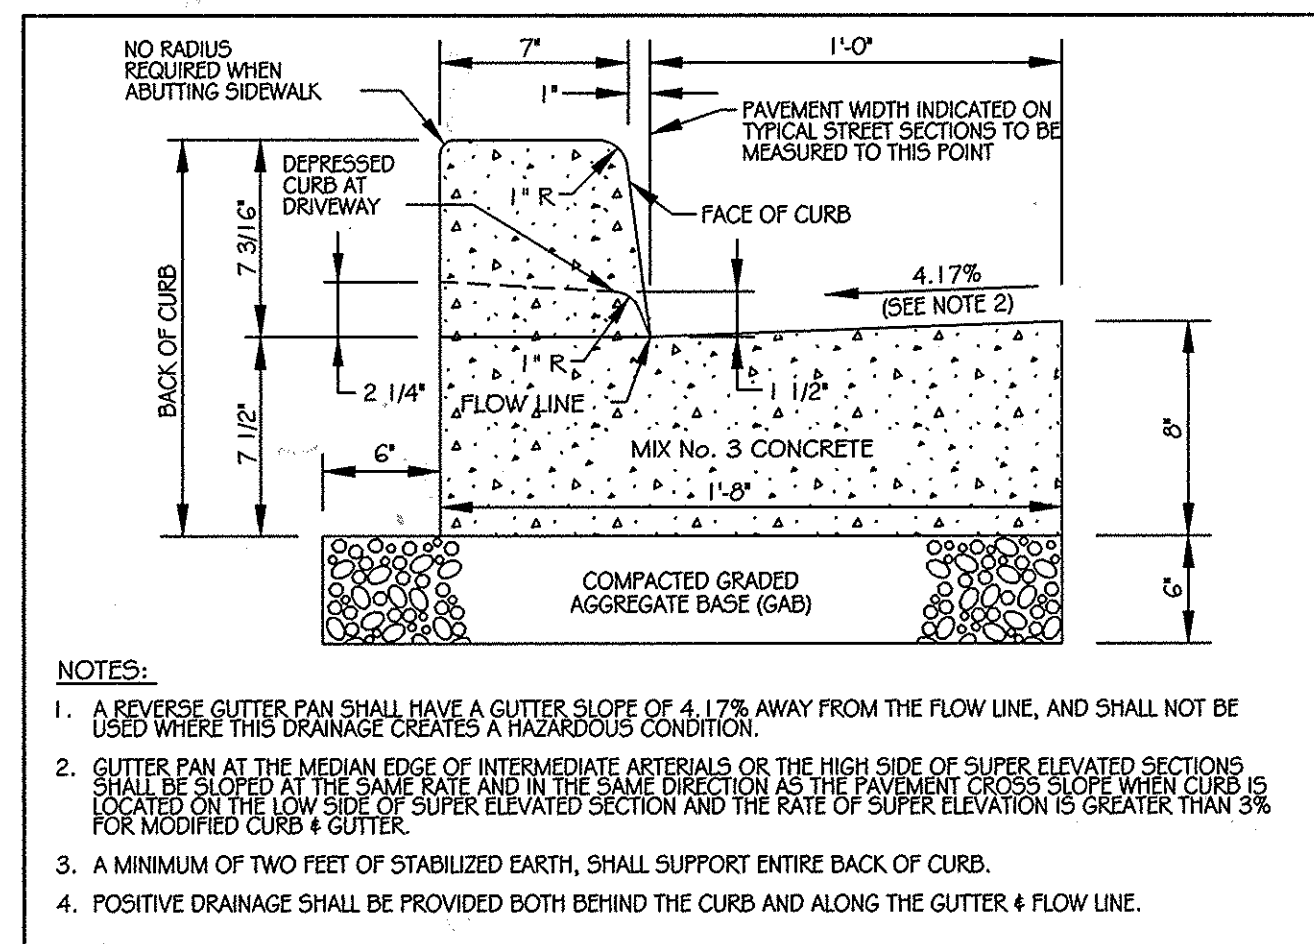 NO RADIUS
REQUIRED WHEN
ABUTTING SIDEWALK
7"
1'-0"
1"
PAVEMENT WIDTH INDICATED ON
TYPICAL STREET SECTIONS TO BE
MEASURED TO THIS POINT
DEPRESSED
CURB AT
DRIVEWAY
1" R
FACE OF CURB
BACK OF CURB
7 3/16"
4.17%
(SEE NOTE 2)
1" R
2 1/4"
FLOW LINE
1 1/2"
7 1/2"
6"
MIX No. 3 CONCRETE
8"
1'-8"
COMPACTED GRADED
AGGREGATE BASE (GAB)
6"
NOTES:
1. A REVERSE GUTTER PAN SHALL HAVE A GUTTER SLOPE OF 4.17% AWAY FROM THE FLOW LINE, AND SHALL NOT BE
USED WHERE THIS DRAINAGE CREATES A HAZARDOUS CONDITION.
2. GUTTER PAN AT THE MEDIAN EDGE OF INTERMEDIATE ARTERIALS OR THE HIGH SIDE OF SUPER ELEVATED SECTIONS
SHALL BE SLOPED AT THE SAME RATE AND IN THE SAME DIRECTION AS THE PAVEMENT CROSS SLOPE WHEN CURB IS
LOCATED ON THE LOW SIDE OF SUPER ELEVATED SECTION AND THE RATE OF SUPER ELEVATION IS GREATER THAN 3%
FOR MODIFIED CURB & GUTTER.
3. A MINIMUM OF TWO FEET OF STABILIZED EARTH, SHALL SUPPORT ENTIRE BACK OF CURB.
4. POSITIVE DRAINAGE SHALL BE PROVIDED BOTH BEHIND THE CURB AND ALONG THE GUTTER & FLOW LINE.